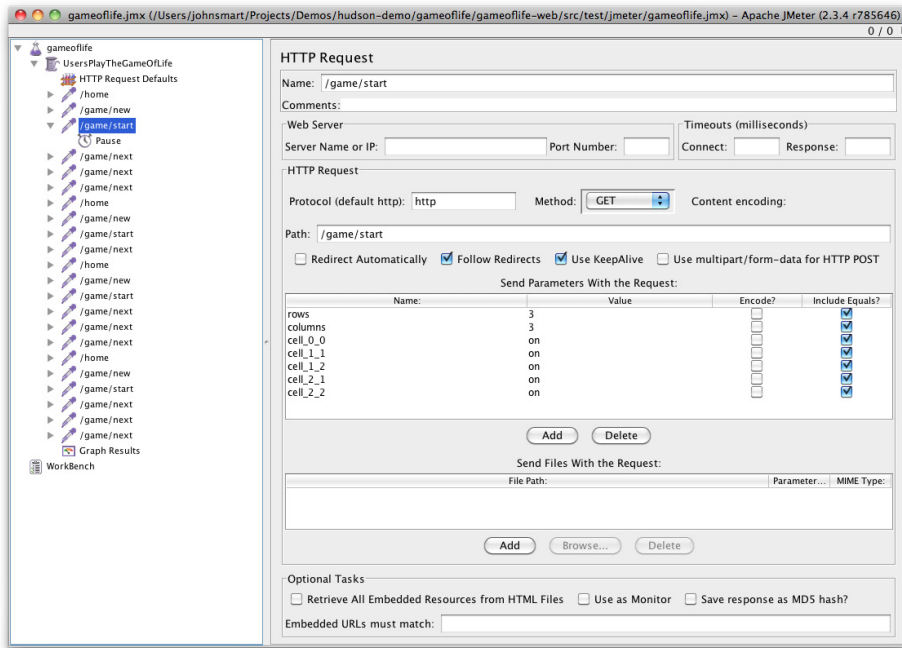 gameoflife.jmx (/Users/johnsmart/Projects/Demos/hudson-demo/gameoflife/gameoflife-web/src/test/jmeter/gameoflife.jmx) – Apache JMeter (2.3.4 r785646)
0 / 0
gameoflife
UsersPlayTheGameOfLife
HTTP Request Defaults
/home
/game/new
/game/start
Pause
/game/next
/game/next
/game/next
/home
/game/new
/game/start
/game/next
/home
/game/new
/game/start
/game/next
/game/next
/game/next
/home
/game/new
/game/start
/game/next
/game/next
/game/next
Graph Results
WorkBench
HTTP Request
Name: /game/start
Comments:
Web Server
Server Name or IP: Port Number:
Timeouts (milliseconds)
Connect: Response:
HTTP Request
Protocol (default http): http Method: GET Content encoding:
Path: /game/start
Redirect Automatically Follow Redirects Use KeepAlive Use multipart/form-data for HTTP POST
Send Parameters With the Request:
Name: Value Encode? Include Equals?
rows 3
columns 3
cell_0_0 on
cell_1_1 on
cell_1_2 on
cell_2_1 on
cell_2_2 on
Add Delete
Send Files With the Request:
File Path: Parameter... MIME Type:
Add Browse... Delete
Optional Tasks
Retrieve All Embedded Resources from HTML Files Use as Monitor Save response as MD5 hash?
Embedded URLs must match: